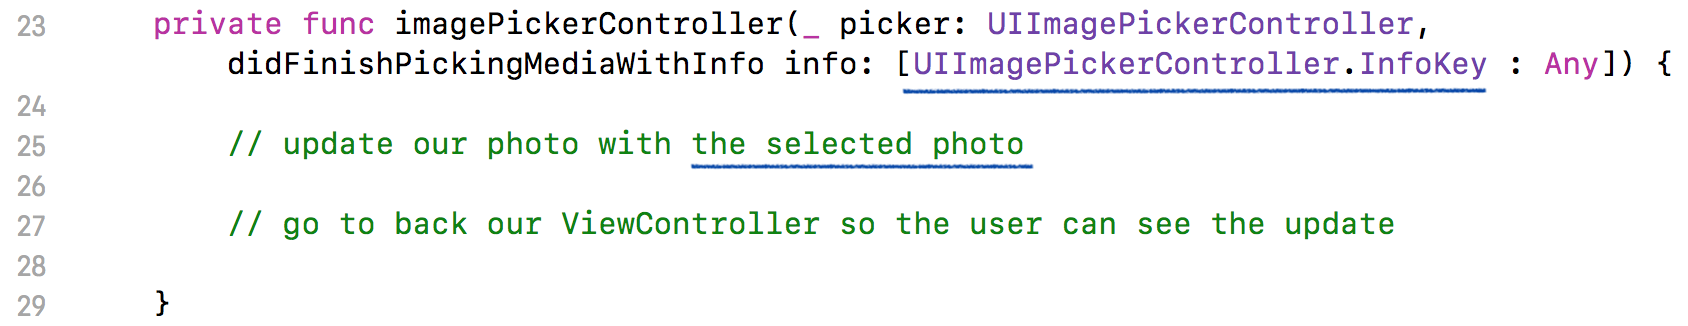 23 private func imagePickerController(_ picker: UIImagePickerController,
didFinishPickingMediaWithInfo info: [UIImagePickerController.InfoKey : Any]) {
24
25 // update our photo with the selected photo
26
27 // go to back our ViewController so the user can see the update
28
29 }